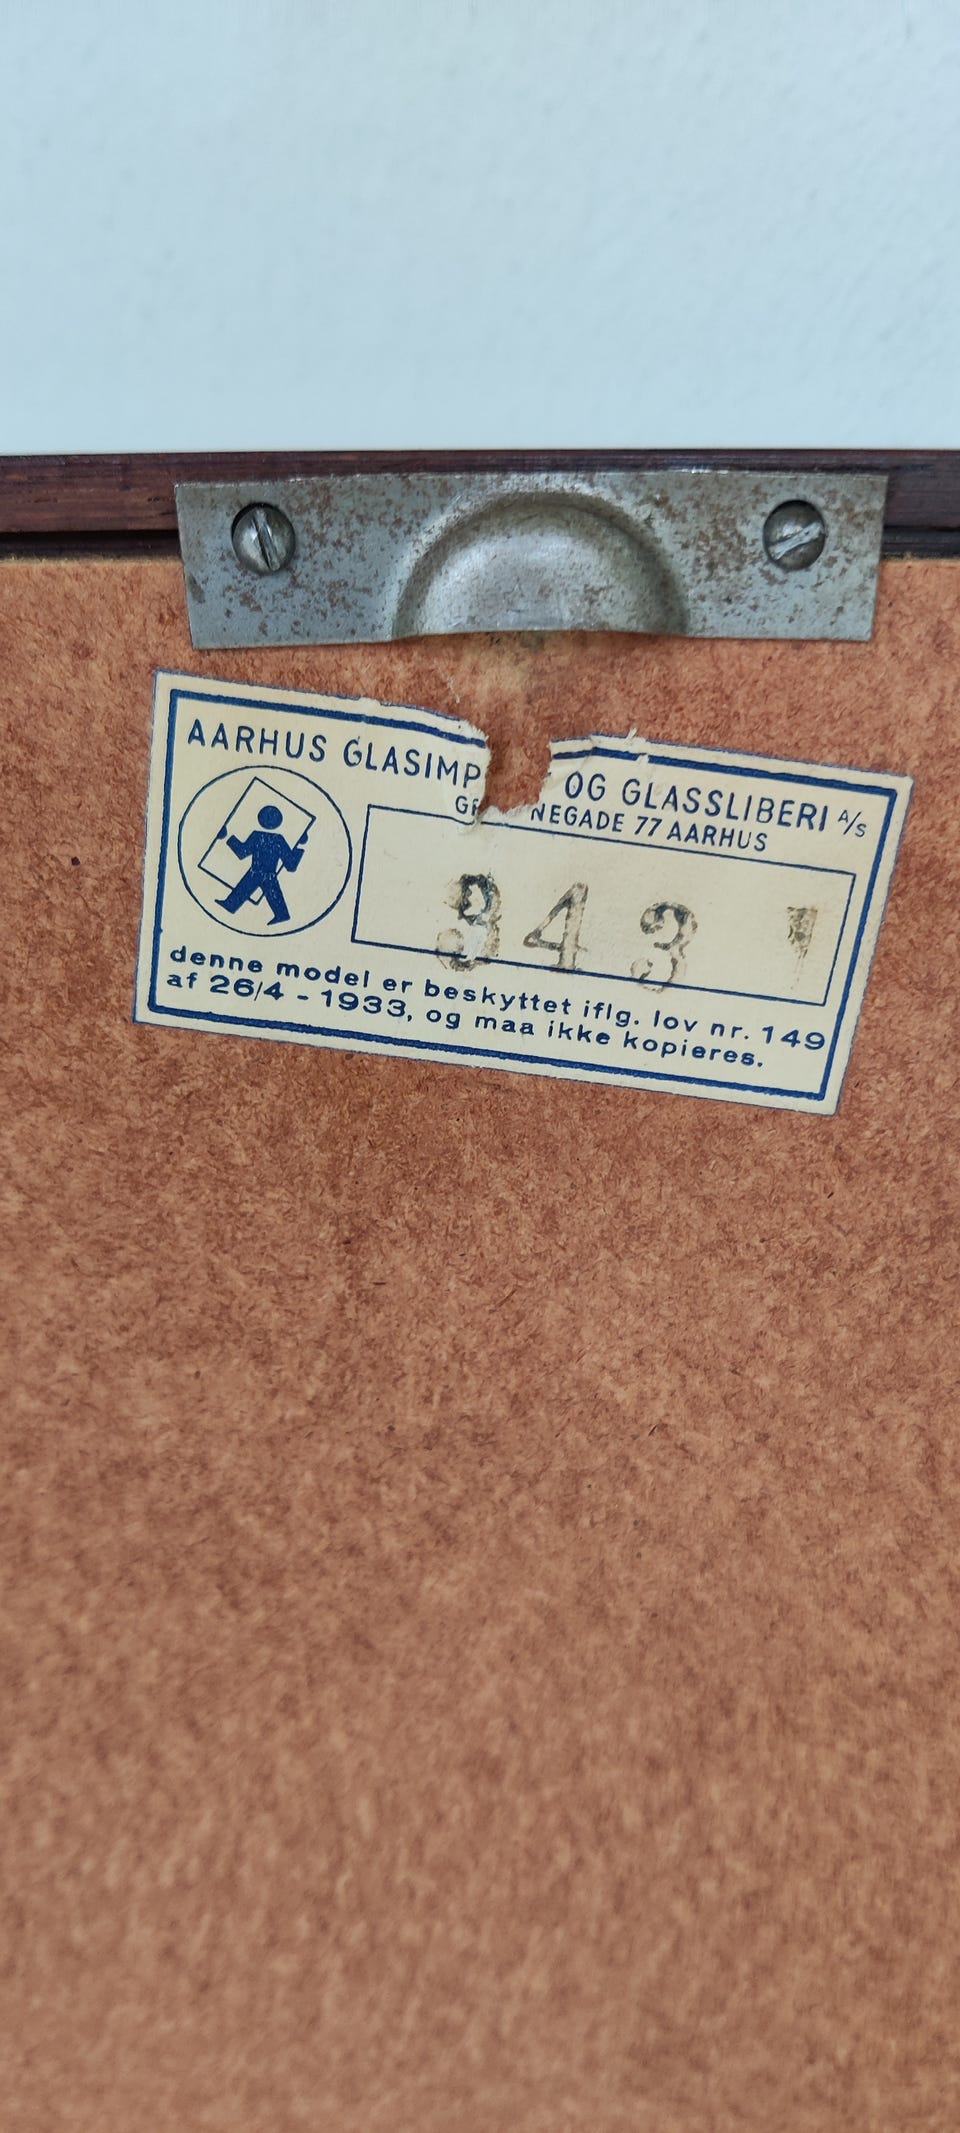 AARHUS GLASIMP OG GLASSLIBERI A/S
NEGADE 77 AARHUS
343
denne model er beskyttet iflg. lov nr. 149
af 26/4 - 1933, og maa ikke kopieres.